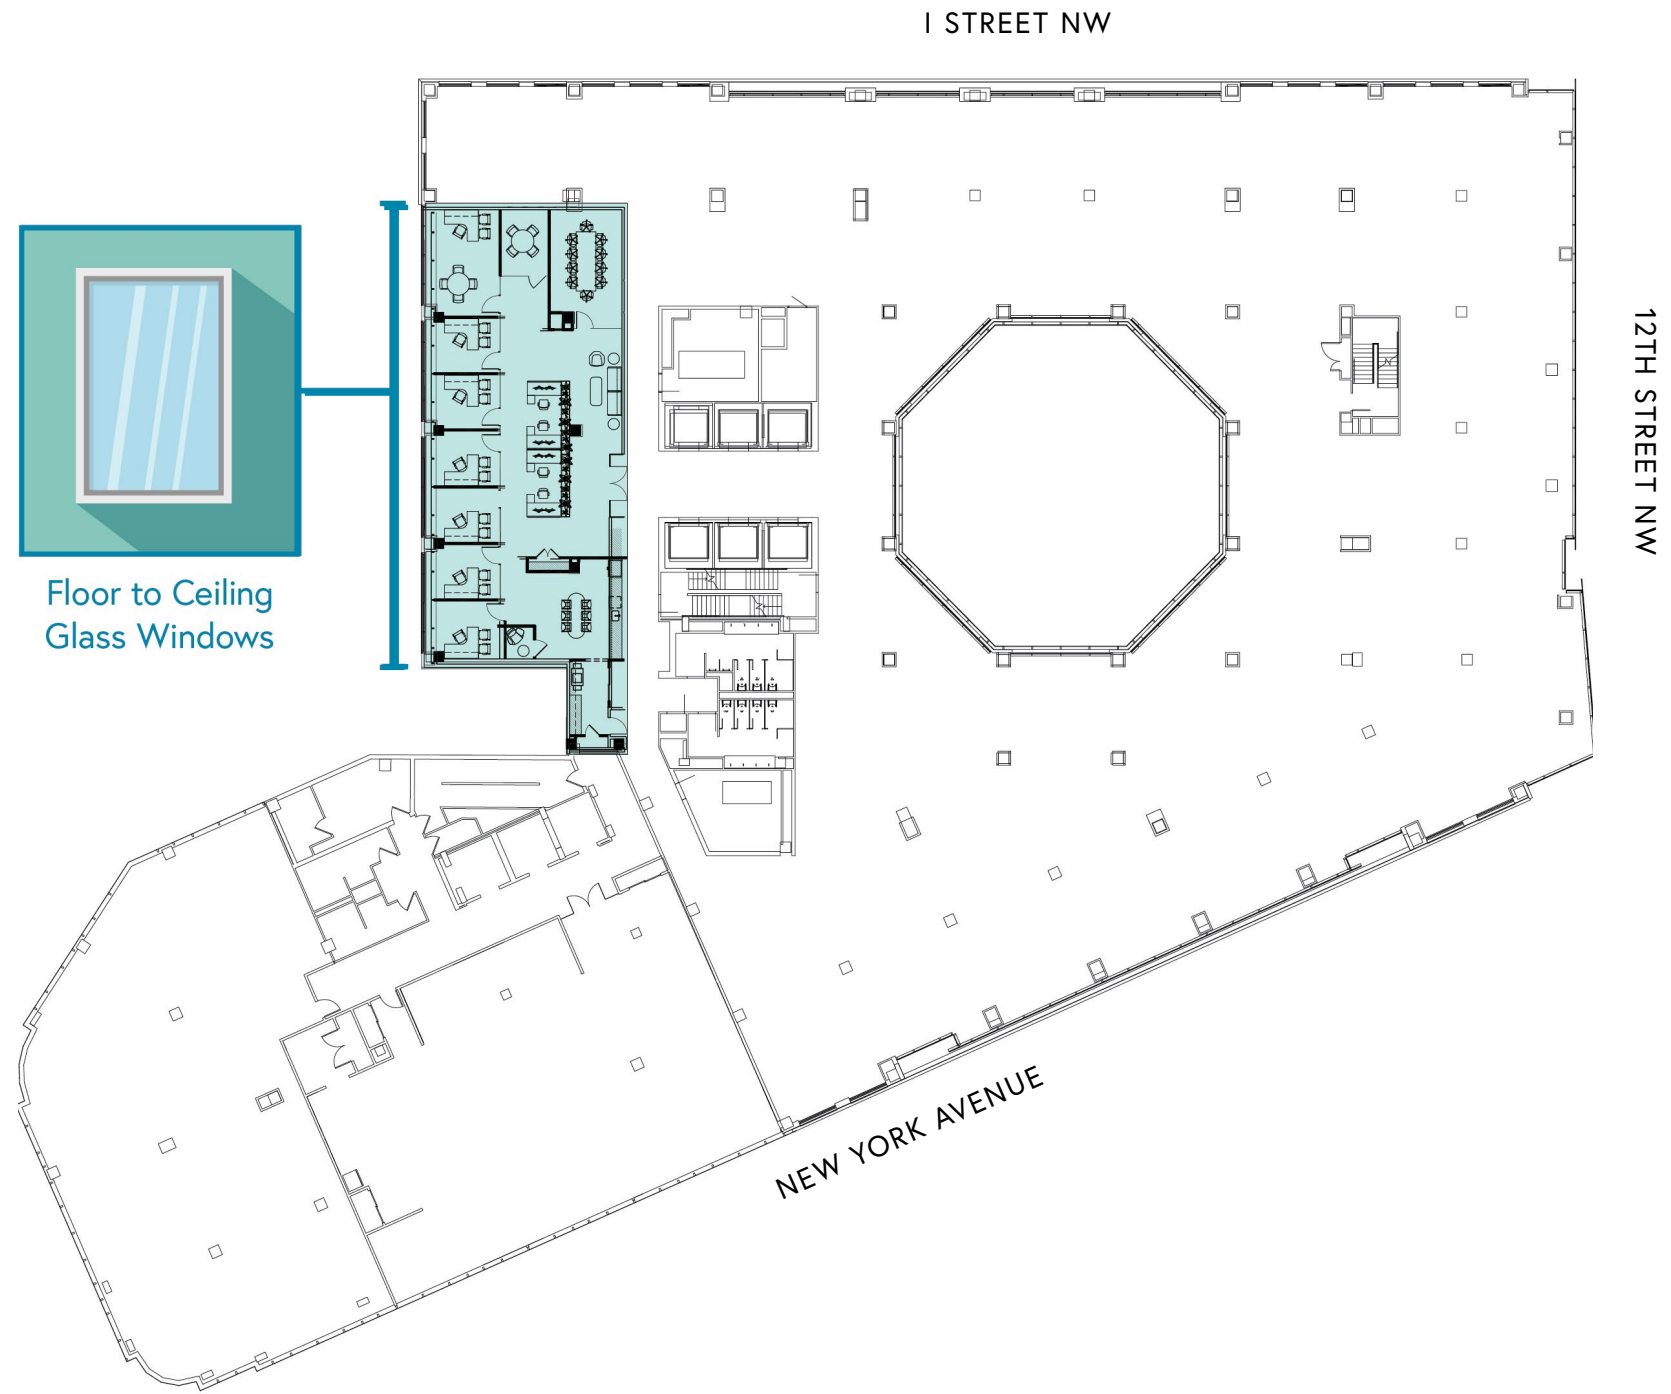 I STREET NW
12TH STREET NW
Floor to Ceiling
Glass Windows
NEW YORK AVENUE